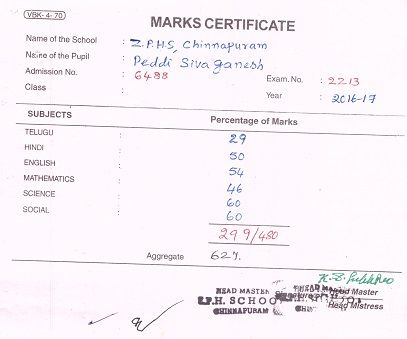 VBK- 4- 70
MARKS CERTIFICATE
Name of the School : Z.P.H.S, Chinnapuram
Name of the Pupil : Peddi Siva ganesh
Admission No. : 6488
Exam.No. : 2213
Class :
Year : 2016-17
SUBJECTS Percentage of Marks
TELUGU : 29
HINDI : 50
ENGLISH : 54
MATHEMATICS : 46
SCIENCE : 60
SOCIAL : 60
299/480
Aggregate 62%.
Head Master
HEAD MASTER
Head Mistress
Z.P.H. SCHOOL
CHINNAPURAM